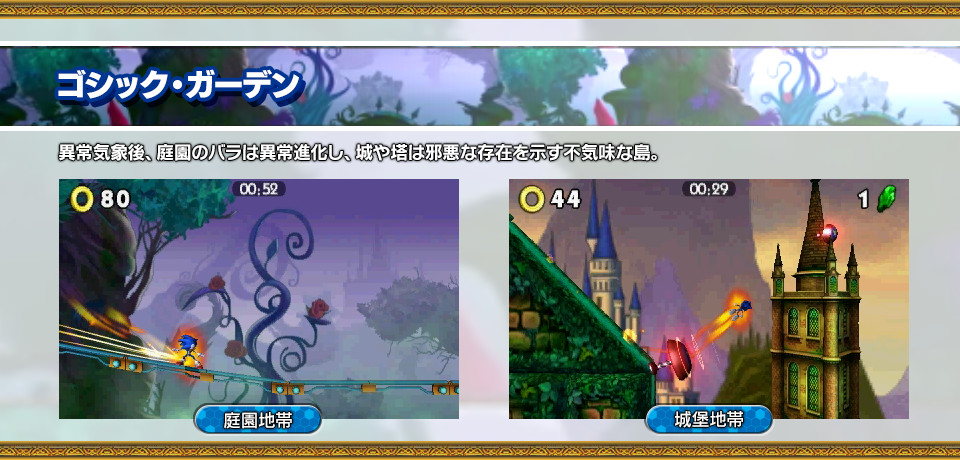 ゴシック・ガーデン
異常気象後、庭園のバラは異常進化し、城や塔は邪悪な存在を示す不気味な島。
80
00:52
44
00:29
1
庭園地帯
城堡地帯